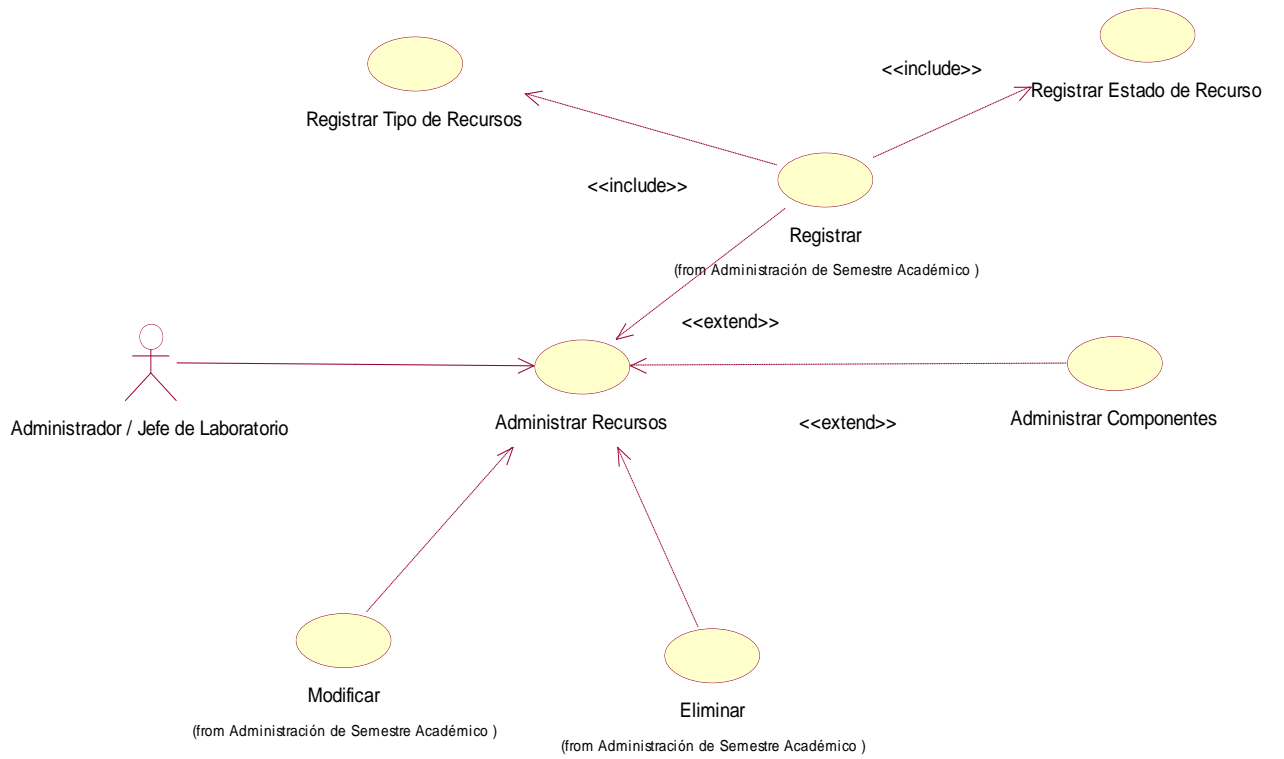 <<include>>
Registrar Estado de Recurso
Registrar Tipo de Recursos
<<include>>
Registrar
(from Administración de Semestre Académico )
<<extend>>
Administrador / Jefe de Laboratorio
Administrar Recursos
<<extend>>
Administrar Componentes
Modificar
(from Administración de Semestre Académico )
Eliminar
(from Administración de Semestre Académico )